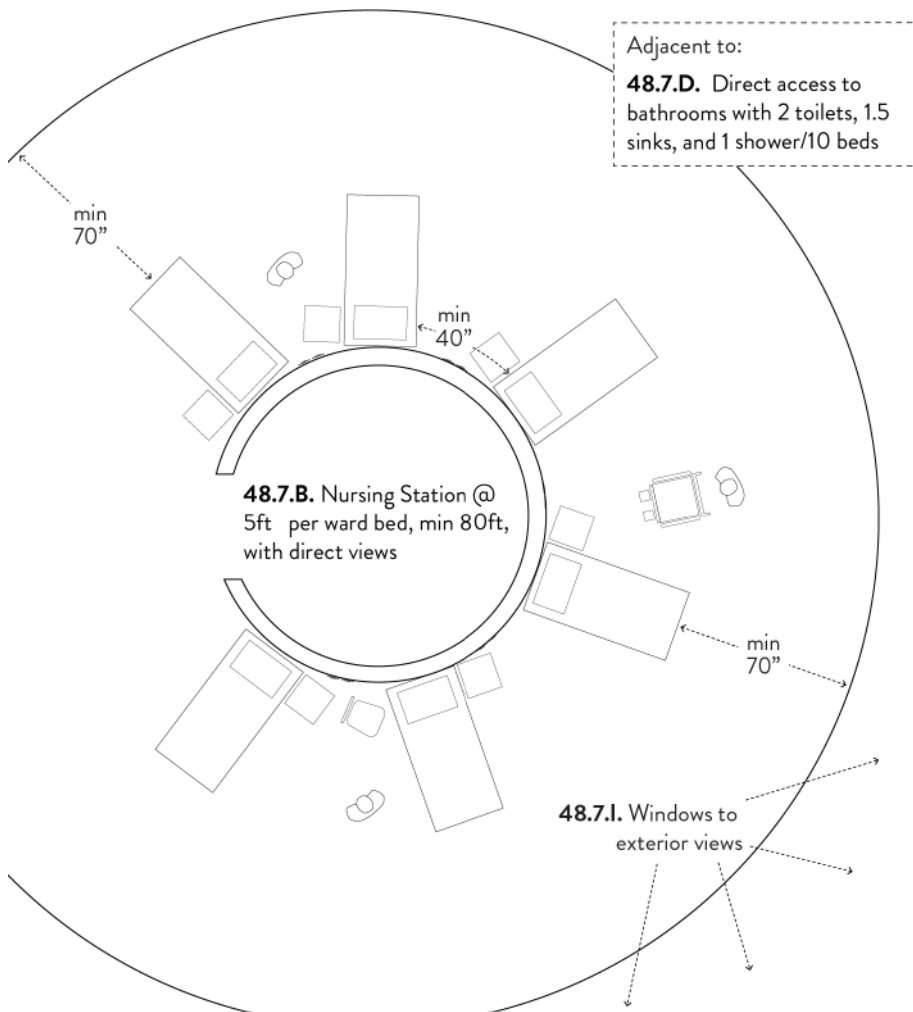 Adjacent to:
48.7.D. Direct access to
bathrooms with 2 toilets, 1.5
sinks, and 1 shower/10 beds
min
70”
min
40”
48.7.B. Nursing Station @
5ft per ward bed, min 80ft,
with direct views
min
70”
48.7.I. Windows to
exterior views